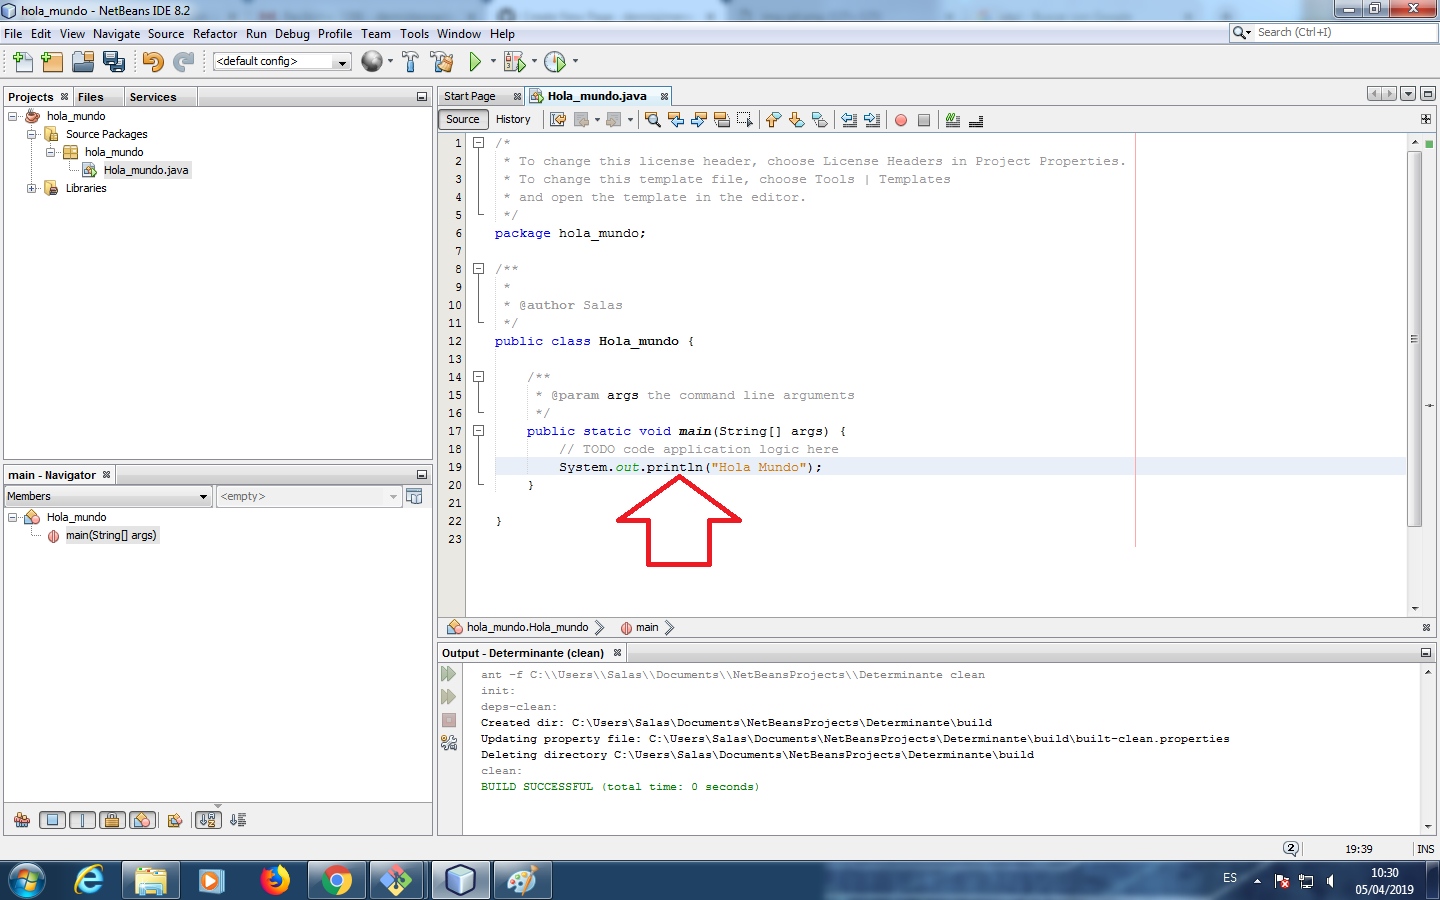 hola_mundo - NetBeans IDE 8.2
File Edit View Navigate Source Refactor Run Debug Profile Team Tools Window Help
Search (Ctrl+I)
<default config>
Projects Files Services
hola_mundo
Source Packages
hola_mundo
Hola_mundo.java
Libraries
main - Navigator
Members
<empty>
Hola_mundo
main(String[] args)
Start Page Hola_mundo.java
Source History
1 /*
2 * To change this license header, choose License Headers in Project Properties.
3 * To change this template file, choose Tools | Templates
4 * and open the template in the editor.
5 */
6 package hola_mundo;
7
8 /**
9 *
10 * @author Salas
11 */
12 public class Hola_mundo {
13
14 /**
15 * @param args the command line arguments
16 */
17 public static void main(String[] args) {
18 // TODO code application logic here
19 System.out.println("Hola Mundo");
20 }
21
22 }
23
hola_mundo.Hola_mundo main
Output - Determinante (clean)
ant -f C:\\Users\\Salas\\Documents\\NetBeansProjects\\Determinante clean
init:
deps-clean:
Created dir: C:\Users\Salas\Documents\NetBeansProjects\Determinante\build
Updating property file: C:\Users\Salas\Documents\NetBeansProjects\Determinante\build\built-clean.properties
Deleting directory C:\Users\Salas\Documents\NetBeansProjects\Determinante\build
clean:
BUILD SUCCESSFUL (total time: 0 seconds)
2 19:39 INS
ES
10:30
05/04/2019